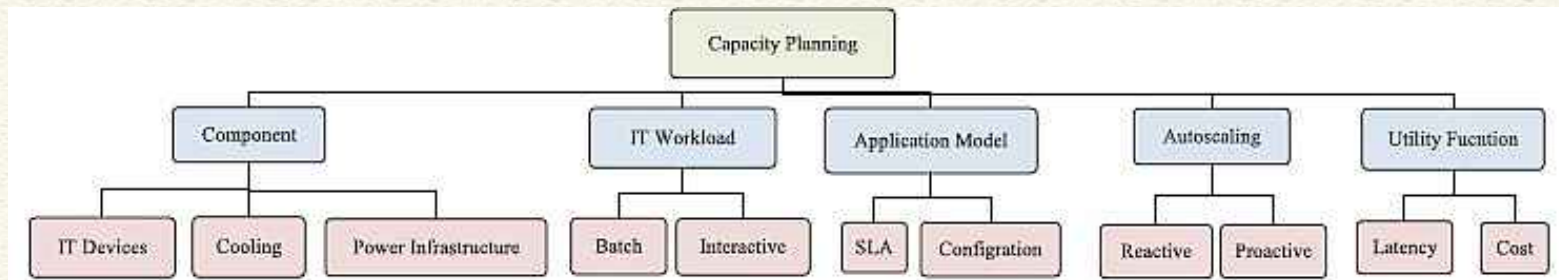 Capacity Planning
Component
IT Workload
Application Model
Autoscaling
Utility Fucntion
IT Devices
Cooling
Power Infrastructure
Batch
Interactive
SLA
Configration
Reactive
Proactive
Latency
Cost